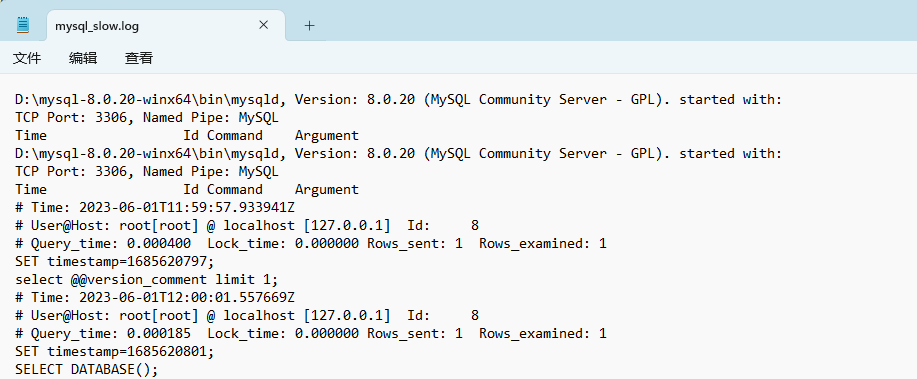 mysql_slow.log
文件 编辑 查看
D:\mysql-8.0.20-winx64\bin\mysqld, Version: 8.0.20 (MySQL Community Server - GPL). started with:
TCP Port: 3306, Named Pipe: MySQL
Time                 Id Command    Argument
D:\mysql-8.0.20-winx64\bin\mysqld, Version: 8.0.20 (MySQL Community Server - GPL). started with:
TCP Port: 3306, Named Pipe: MySQL
Time                 Id Command    Argument
# Time: 2023-06-01T11:59:57.933941Z
# User@Host: root[root] @ localhost [127.0.0.1]  Id:     8
# Query_time: 0.000400  Lock_time: 0.000000 Rows_sent: 1  Rows_examined: 1
SET timestamp=1685620797;
select @@version_comment limit 1;
# Time: 2023-06-01T12:00:01.557669Z
# User@Host: root[root] @ localhost [127.0.0.1]  Id:     8
# Query_time: 0.000185  Lock_time: 0.000000 Rows_sent: 1  Rows_examined: 1
SET timestamp=1685620801;
SELECT DATABASE();